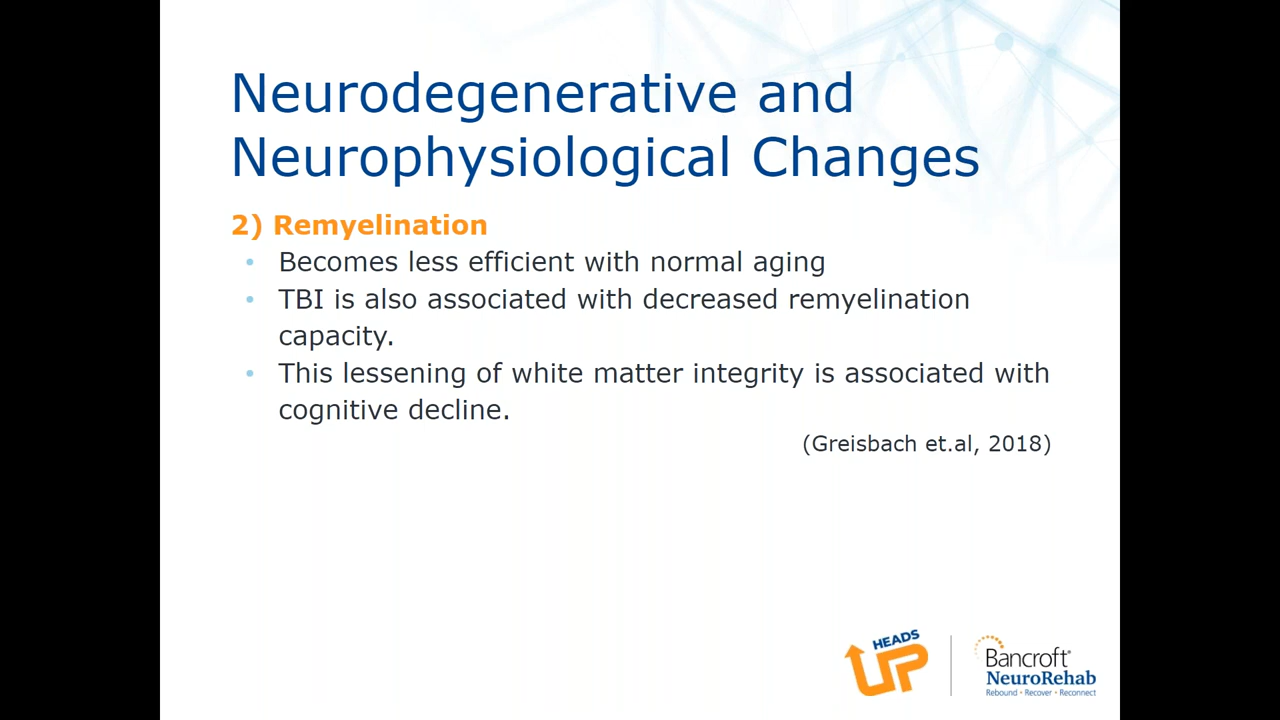 Neurodegenerative and
Neurophysiological Changes
2) Remyelination
• Becomes less efficient with normal aging
• TBI is also associated with decreased remyelination
capacity.
• This lessening of white matter integrity is associated with
cognitive decline.
(Greisbach et.al, 2018)
HEADS
UP
Bancroft®
NeuroRehab
Rebound • Recover • Reconnect